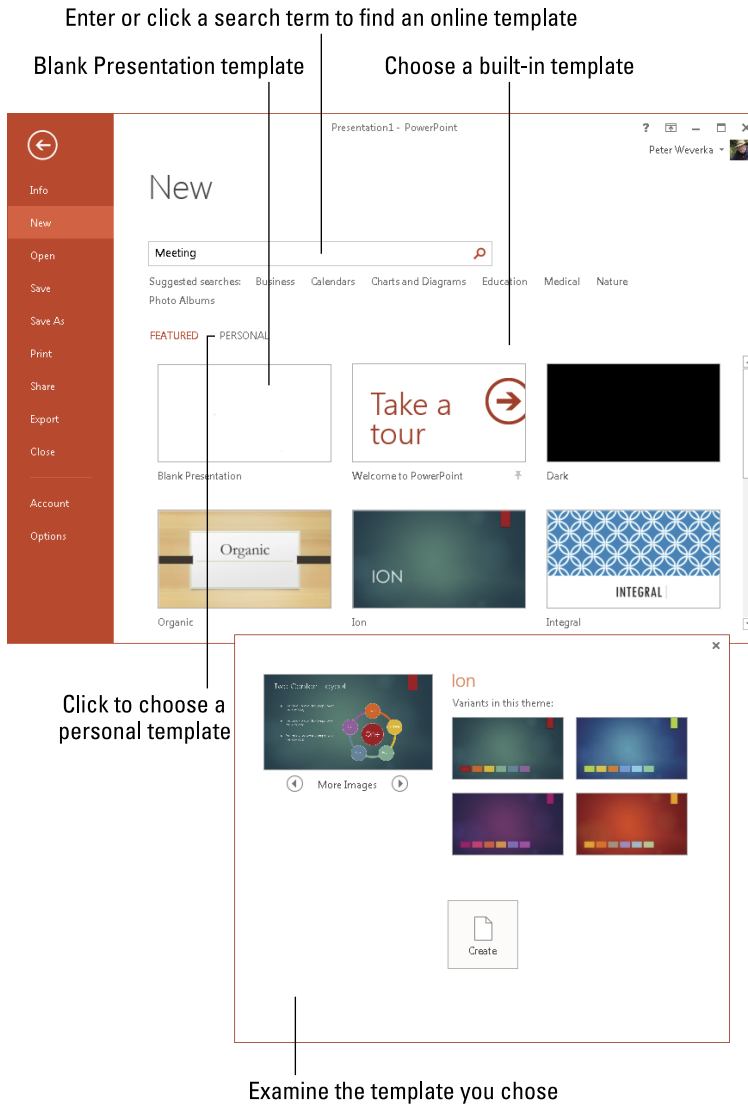 Enter or click a search term to find an online template
Blank Presentation template
Choose a built-in template
Presentation1 - PowerPoint
?
Peter Weverka
Info
New
Open
Save
Save As
Print
Share
Export
Close
Account
Options
New
Meeting
Suggested searches: Business Calendars Charts and Diagrams Education Medical Nature
Photo Albums
FEATURED PERSONAL
Take a
tour
Blank Presentation
Welcome to PowerPoint
Dark
Organic
ION
INTEGRAL
Organic
Ion
Integral
Click to choose a
personal template
Two Content Layout
Ion
Variants in this theme:
More Images
Create
Examine the template you chose